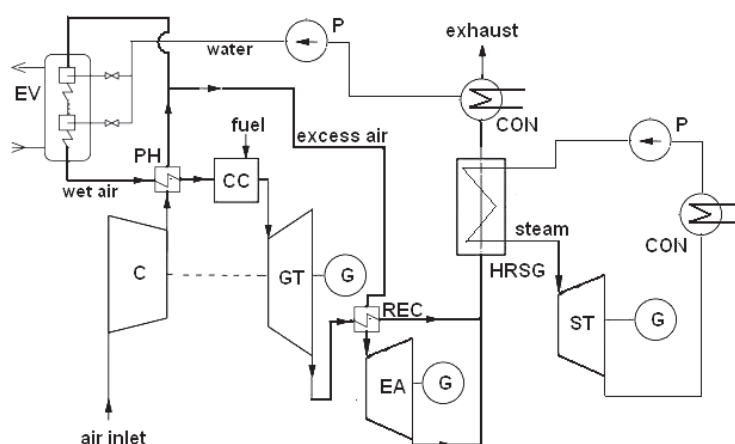 P
water
exhaust
EV
CON
fuel
excess air
P
PH
wet air
CC
steam
CON
HRSG
C
GT
G
REC
ST
G
EA
G
air inlet